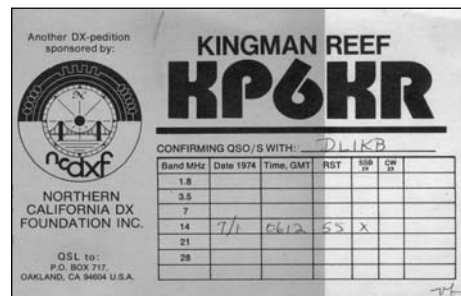 Another DX-pedition
sponsored by:
ncdxf
NORTHERN
CALIFORNIA DX
FOUNDATION INC.
QSL to:
P.O. BOX 717,
OAKLAND, CA 94604 U.S.A.
KINGMAN REEF
KP6KR
CONFIRMING QSO/S WITH: DL1KB
Band MHz Date 1974 Time, GMT RST SSB 2X CW 2X
1.8
3.5
7
14 7/1 0612 55 X
21
28